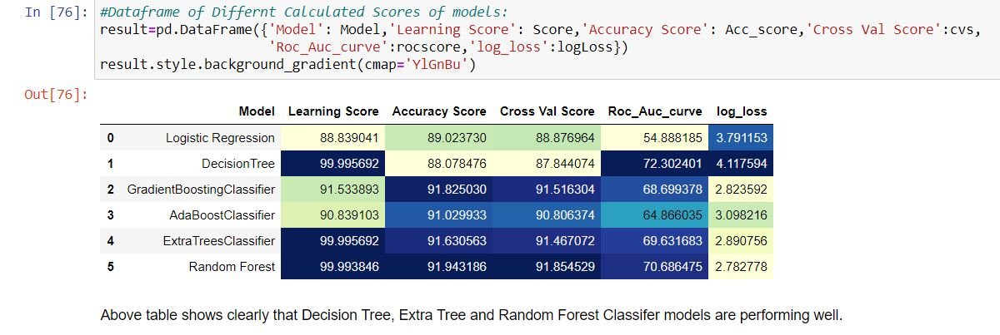 In [76]: #Dataframe of Differnt Calculated Scores of models:
result=pd.DataFrame({'Model': Model,'Learning Score': Score,'Accuracy Score': Acc_score,'Cross Val Score':cvs,
'Roc_Auc_curve':rocscore,'log_loss':logLoss})
result.style.background_gradient(cmap='YlGnBu')
Out[76]:
Model Learning Score Accuracy Score Cross Val Score Roc_Auc_curve log_loss
0 Logistic Regression 88.839041 89.023730 88.876964 54.888185 3.791153
1 DecisionTree 99.995692 88.078476 87.844074 72.302401 4.117594
2 GradientBoostingClassifier 91.533893 91.825030 91.516304 68.699378 2.823592
3 AdaBoostClassifier 90.839103 91.029933 90.806374 64.866035 3.098216
4 ExtraTreesClassifier 99.995692 91.630563 91.467072 69.631683 2.890756
5 Random Forest 99.993846 91.943186 91.854529 70.686475 2.782778
Above table shows clearly that Decision Tree, Extra Tree and Random Forest Classifer models are performing well.